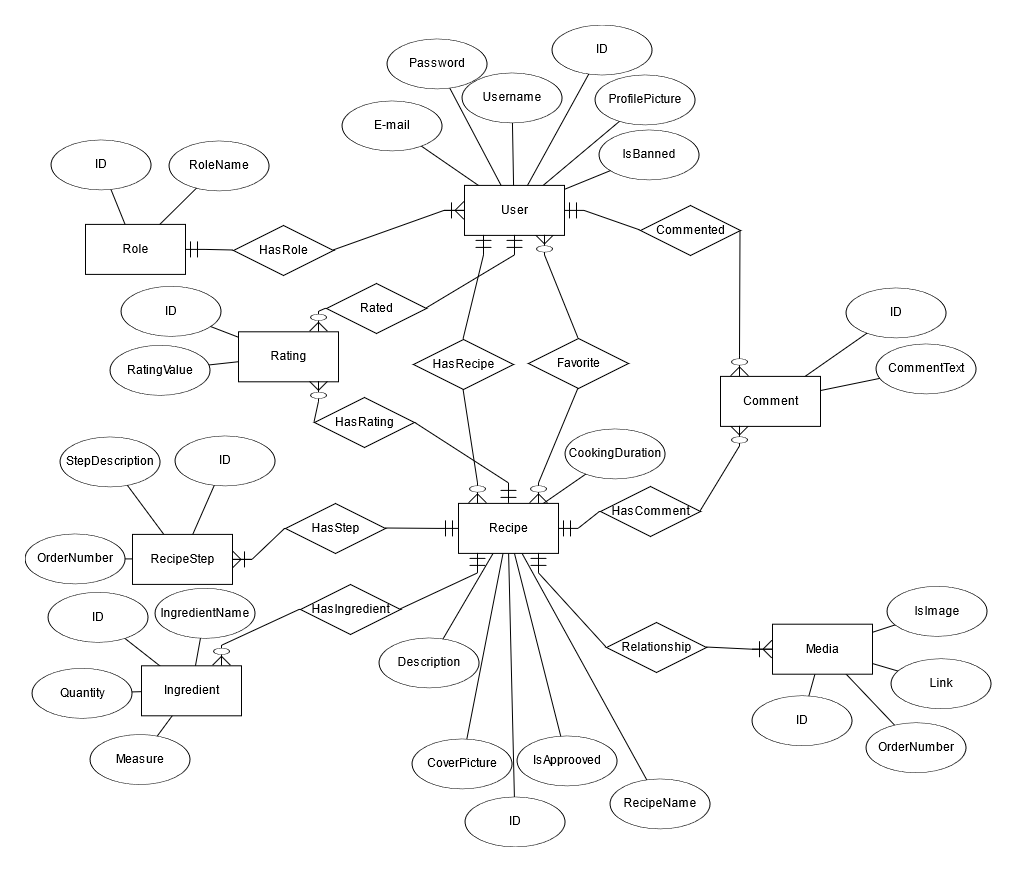 ID
Password
Username
ProfilePicture
E-mail
IsBanned
ID
RoleName
User
Commented
Role
HasRole
ID
Rated
ID
RatingValue
Rating
HasRecipe
Favorite
CommentText
Comment
HasRating
CookingDuration
StepDescription
ID
HasComment
HasStep
Recipe
OrderNumber
RecipeStep
HasIngredient
IngredientName
ID
IsImage
Relationship
Media
Description
Quantity
Ingredient
Link
ID
OrderNumber
Measure
CoverPicture
IsApprooved
RecipeName
ID